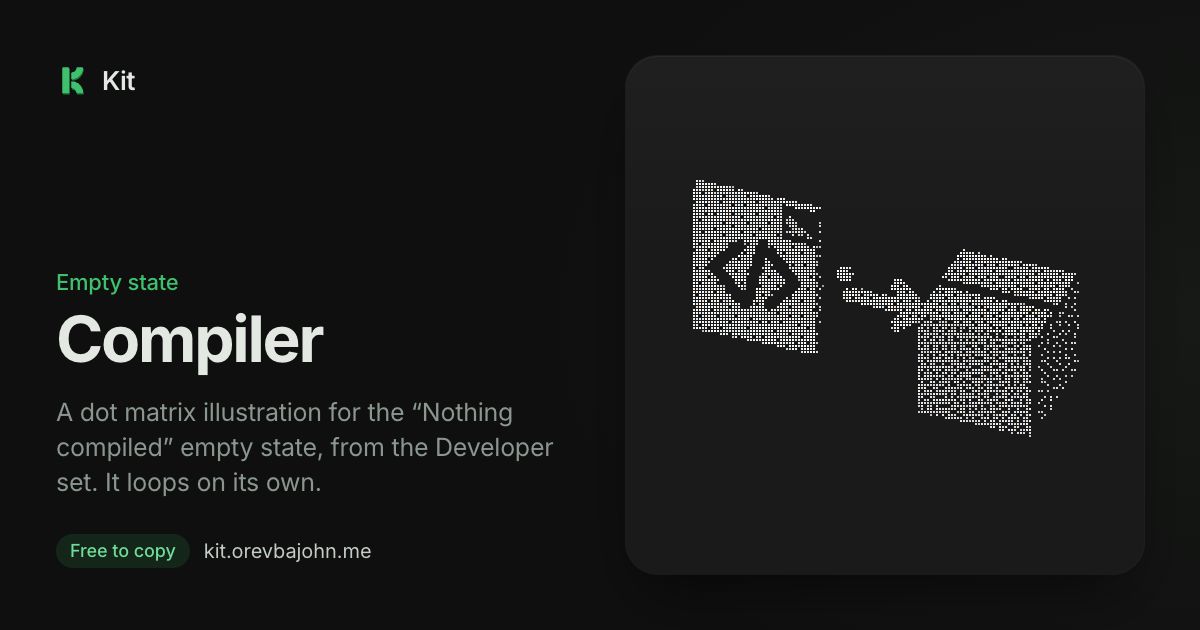 Kit
Empty state
Compiler
A dot matrix illustration for the “Nothing
compiled” empty state, from the Developer
set. It loops on its own.
Free to copy
kit.orevbajohn.me